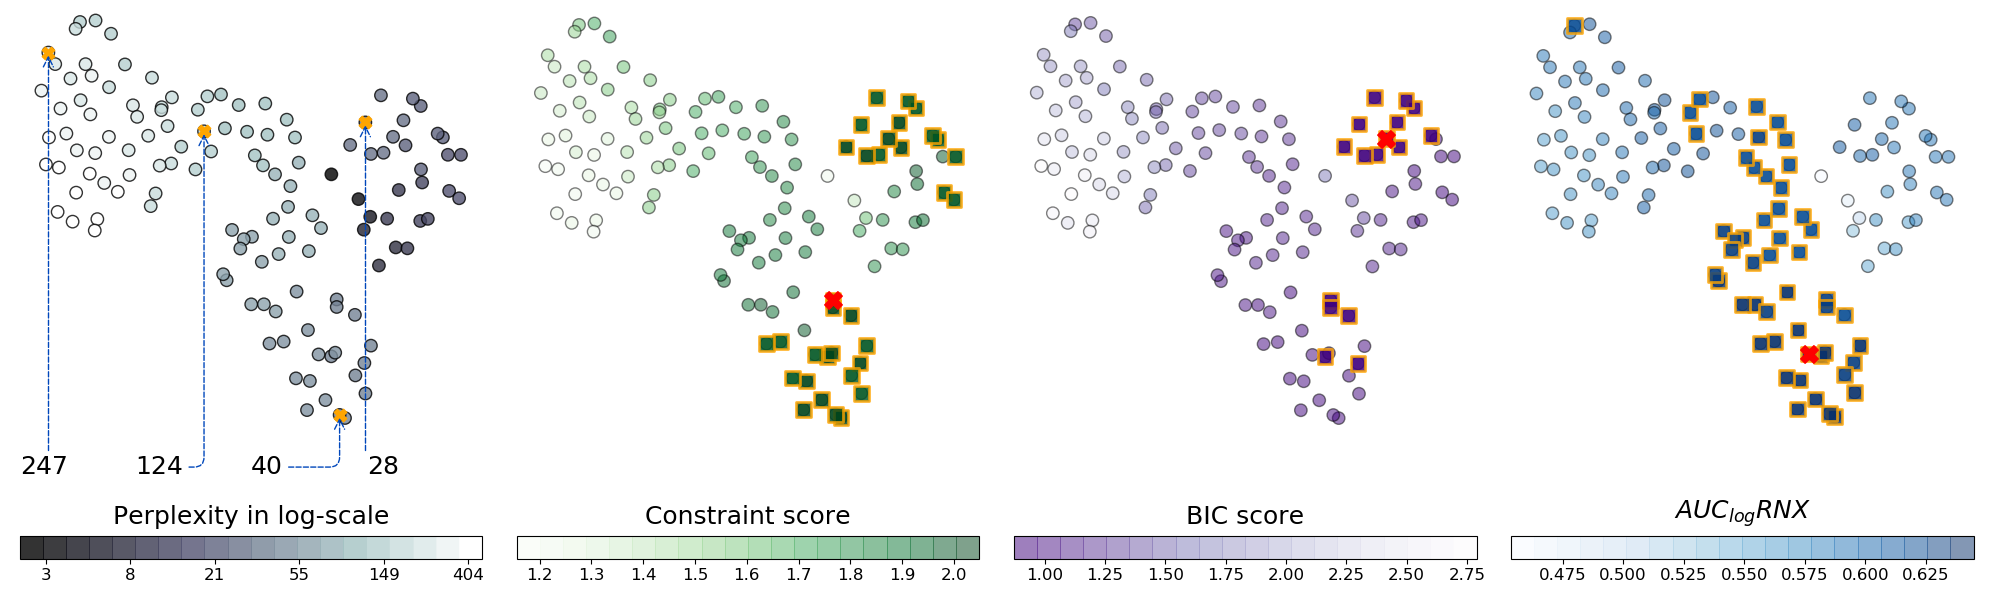 247 124 40 28
Perplexity in log-scale Constraint score BIC score AUC_logRNX
3 8 21 55 149 404 1.2 1.3 1.4 1.5 1.6 1.7 1.8 1.9 2.0 1.00 1.25 1.50 1.75 2.00 2.25 2.50 2.75 0.475 0.500 0.525 0.550 0.575 0.600 0.625